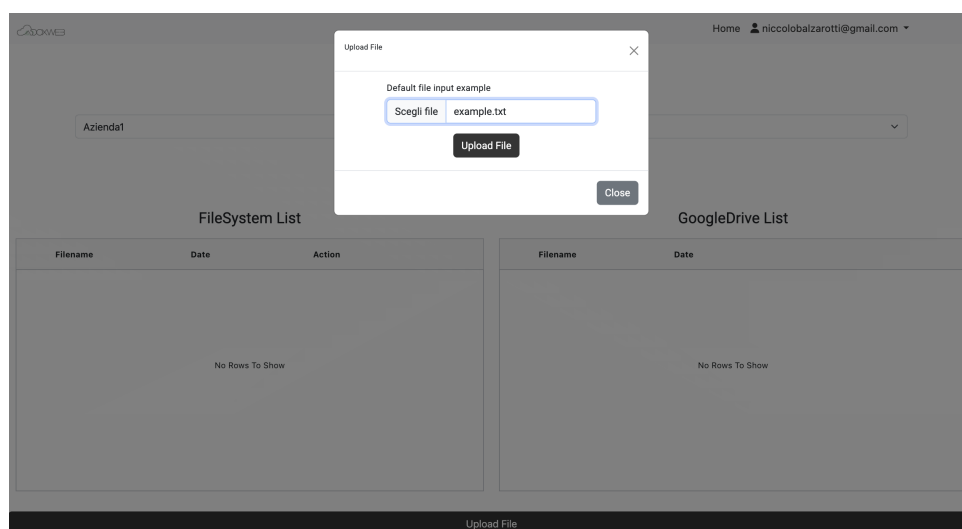 DOKWEB
Home niccolobalzarotti@gmail.com
Upload File
Default file input example
Scegli file example.txt
Upload File
Azienda1
Close
FileSystem List
GoogleDrive List
Filename Date Action
Filename Date
No Rows To Show
No Rows To Show
Upload File